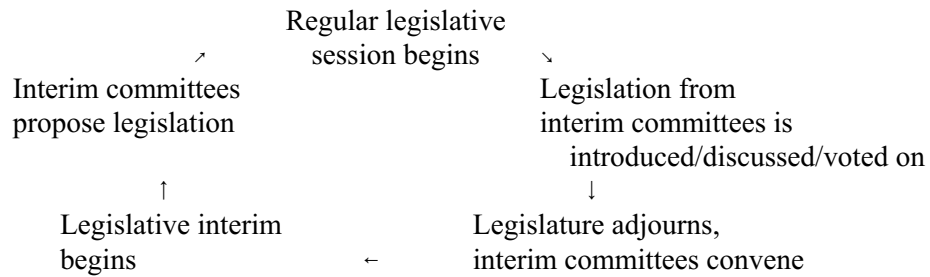 Regular legislative
session begins
↗ ↘
Interim committees
propose legislation
Legislation from
interim committees is
introduced/discussed/voted on
↑ ↓
Legislative interim
begins
←
Legislature adjourns,
interim committees convene